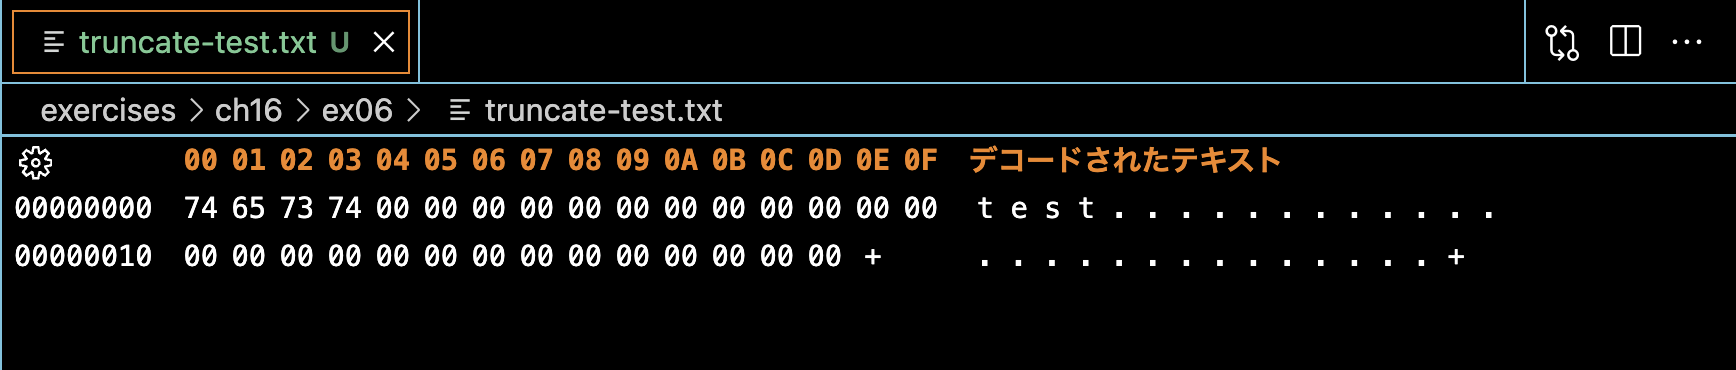 truncate-test.txt U
exercises > ch16 > ex06 > truncate-test.txt
00 01 02 03 04 05 06 07 08 09 0A 0B 0C 0D 0E 0F デコードされたテキスト
00000000 74 65 73 74 00 00 00 00 00 00 00 00 00 00 00 00 t e s t . . . . . . . . . . . .
00000010 00 00 00 00 00 00 00 00 00 00 00 00 00 00 + . . . . . . . . . . . . . . +